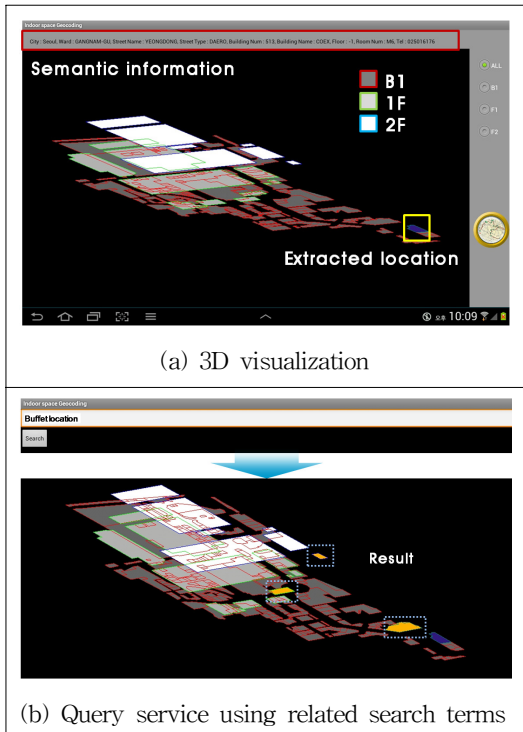 Indoor space Geocoding
City : Seoul, Ward : GANGNAM-GU, Street Name : YEONGDONG, Street Type : DAERO, Building Num : 513, Building Name : COEX, Floor : -1, Room Num : M6, Tel : 025016176
Semantic information
B1
1F
2F
ALL
B1
F1
F2
Extracted location
오후 10:09
(a) 3D visualization
Indoor space Geocoding
Buffet location
Search
Result
(b) Query service using related search terms